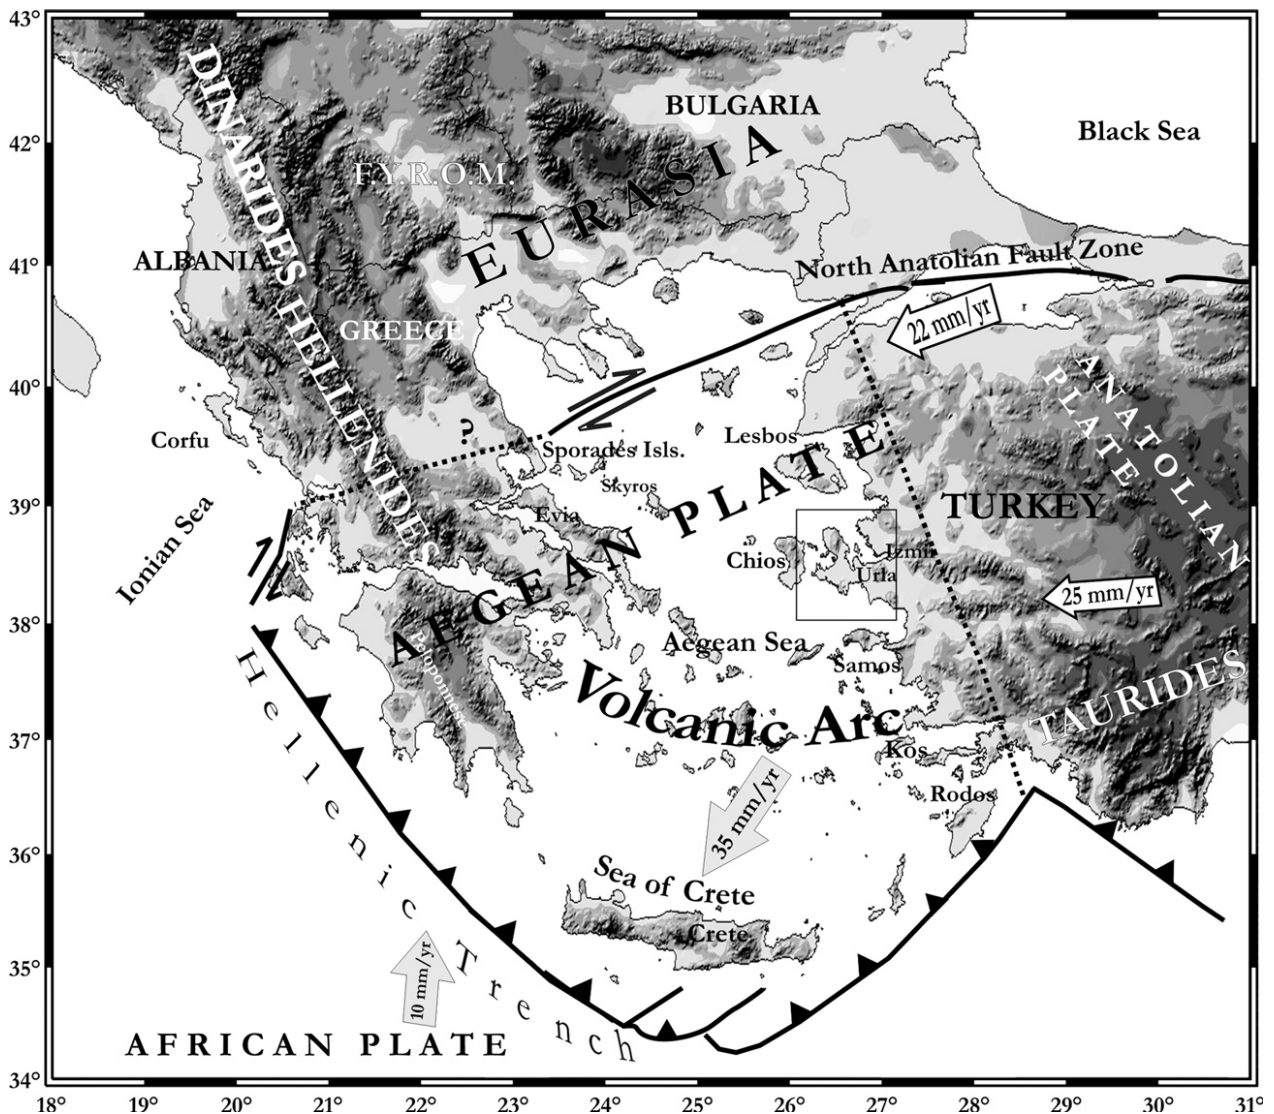 43°
42°
41°
40°
39°
38°
37°
36°
35°
34°
18°
19°
20°
21°
22°
23°
24°
25°
26°
27°
28°
29°
30°
31°
BULGARIA
Black Sea
DINARIDES HELLENIDES
F.Y.R.O.M.
EURASIA
ALBANIA
North Anatolian Fault Zone
GREECE
22 mm/yr
ANATOLIAN
PLATE
Corfu
?
Sporades Isls.
Lesbos
Skyros
AEGEAN PLATE
TURKEY
Evia
Ionian Sea
Chios
Izmir
Urla
25 mm/yr
Aegean Sea
Samos
Peloponnese
TAURIDES
Volcanic Arc
Kos
Rodos
35 mm/yr
Hellenic Trench
Sea of Crete
Crete
10 mm/yr
AFRICAN PLATE